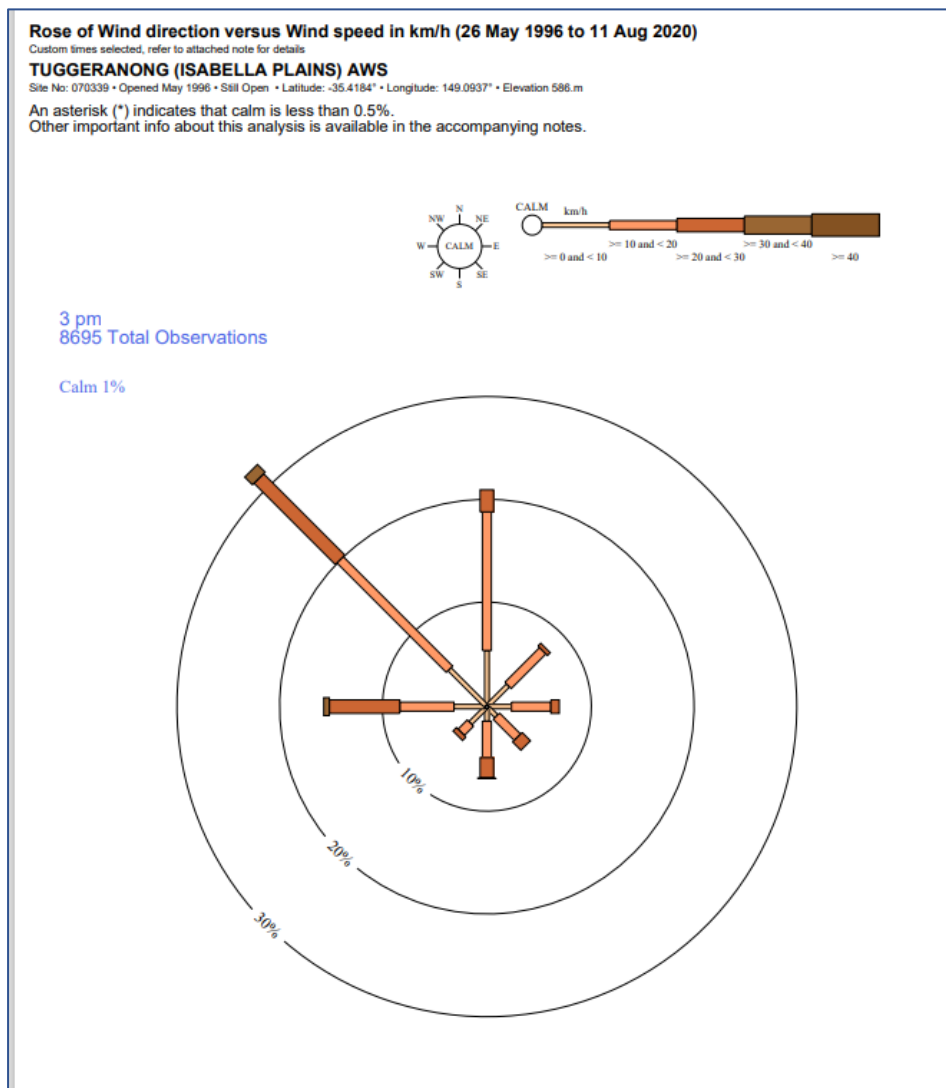 Rose of Wind direction versus Wind speed in km/h (26 May 1996 to 11 Aug 2020)
Custom times selected, refer to attached note for details
TUGGERANONG (ISABELLA PLAINS) AWS
Site No: 070339 • Opened May 1996 • Still Open • Latitude: -35.4184° • Longitude: 149.0937° • Elevation 586.m
An asterisk (*) indicates that calm is less than 0.5%.
Other important info about this analysis is available in the accompanying notes.
N
NW NE
W CALM E
SW SE
S
CALM km/h
>= 10 and < 20 >= 30 and < 40
>= 0 and < 10 >= 20 and < 30 >= 40
3 pm
8695 Total Observations
Calm 1%
10%
20%
30%